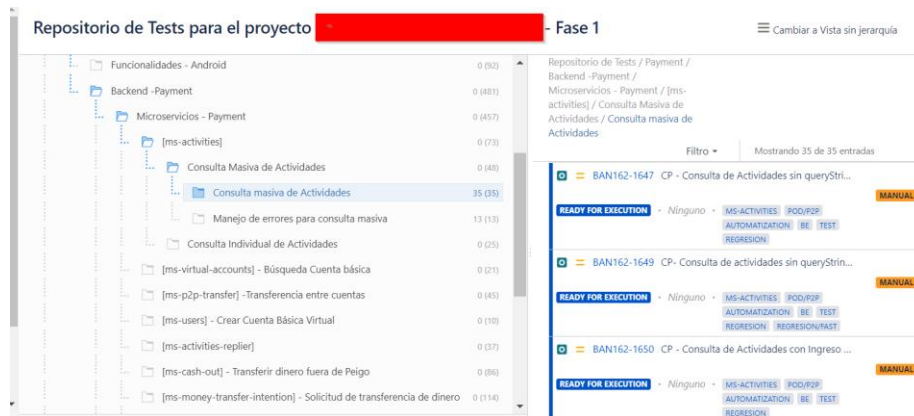 Repositorio de Tests para el proyecto - Fase 1
Cambiar a Vista sin jerarquía
Funcionalidades - Android 0 (92)
Backend -Payment 0 (481)
Microservicios - Payment 0 (457)
[ms-activities] 0 (73)
Consulta Masiva de Actividades 0 (48)
Consulta masiva de Actividades 35 (35)
Manejo de errores para consulta masiva 13 (13)
Consulta Individual de Actividades 0 (25)
[ms-virtual-accounts] - Búsqueda Cuenta básica 0 (21)
[ms-p2p-transfer] -Transferencia entre cuentas 0 (45)
[ms-users] - Crear Cuenta Básica Virtual 0 (10)
[ms-activities-replier] 0 (37)
[ms-cash-out] - Transferir dinero fuera de Peigo 0 (86)
[ms-money-transfer-intention] - Solicitud de transferencia de dinero 0 (114)
Repositorio de Tests / Payment /
Backend -Payment /
Microservicios - Payment / [ms-
activities] / Consulta Masiva de
Actividades / Consulta masiva de
Actividades
Filtro Mostrando 35 de 35 entradas
BAN162-1647 CP - Consulta de Actividades sin queryStri...
MANUAL
READY FOR EXECUTION • Ninguno • MS-ACTIVITIES POD/P2P
AUTOMATIZATION BE TEST
REGRESION
BAN162-1649 CP- Consulta de actividades sin queryStrin...
MANUAL
READY FOR EXECUTION • Ninguno • MS-ACTIVITIES POD/P2P
AUTOMATIZATION BE TEST
REGRESION REGRESION/FAST
BAN162-1650 CP - Consulta de Actividades con Ingreso ...
MANUAL
READY FOR EXECUTION • Ninguno • MS-ACTIVITIES POD/P2P
AUTOMATIZATION BE TEST
REGRESION